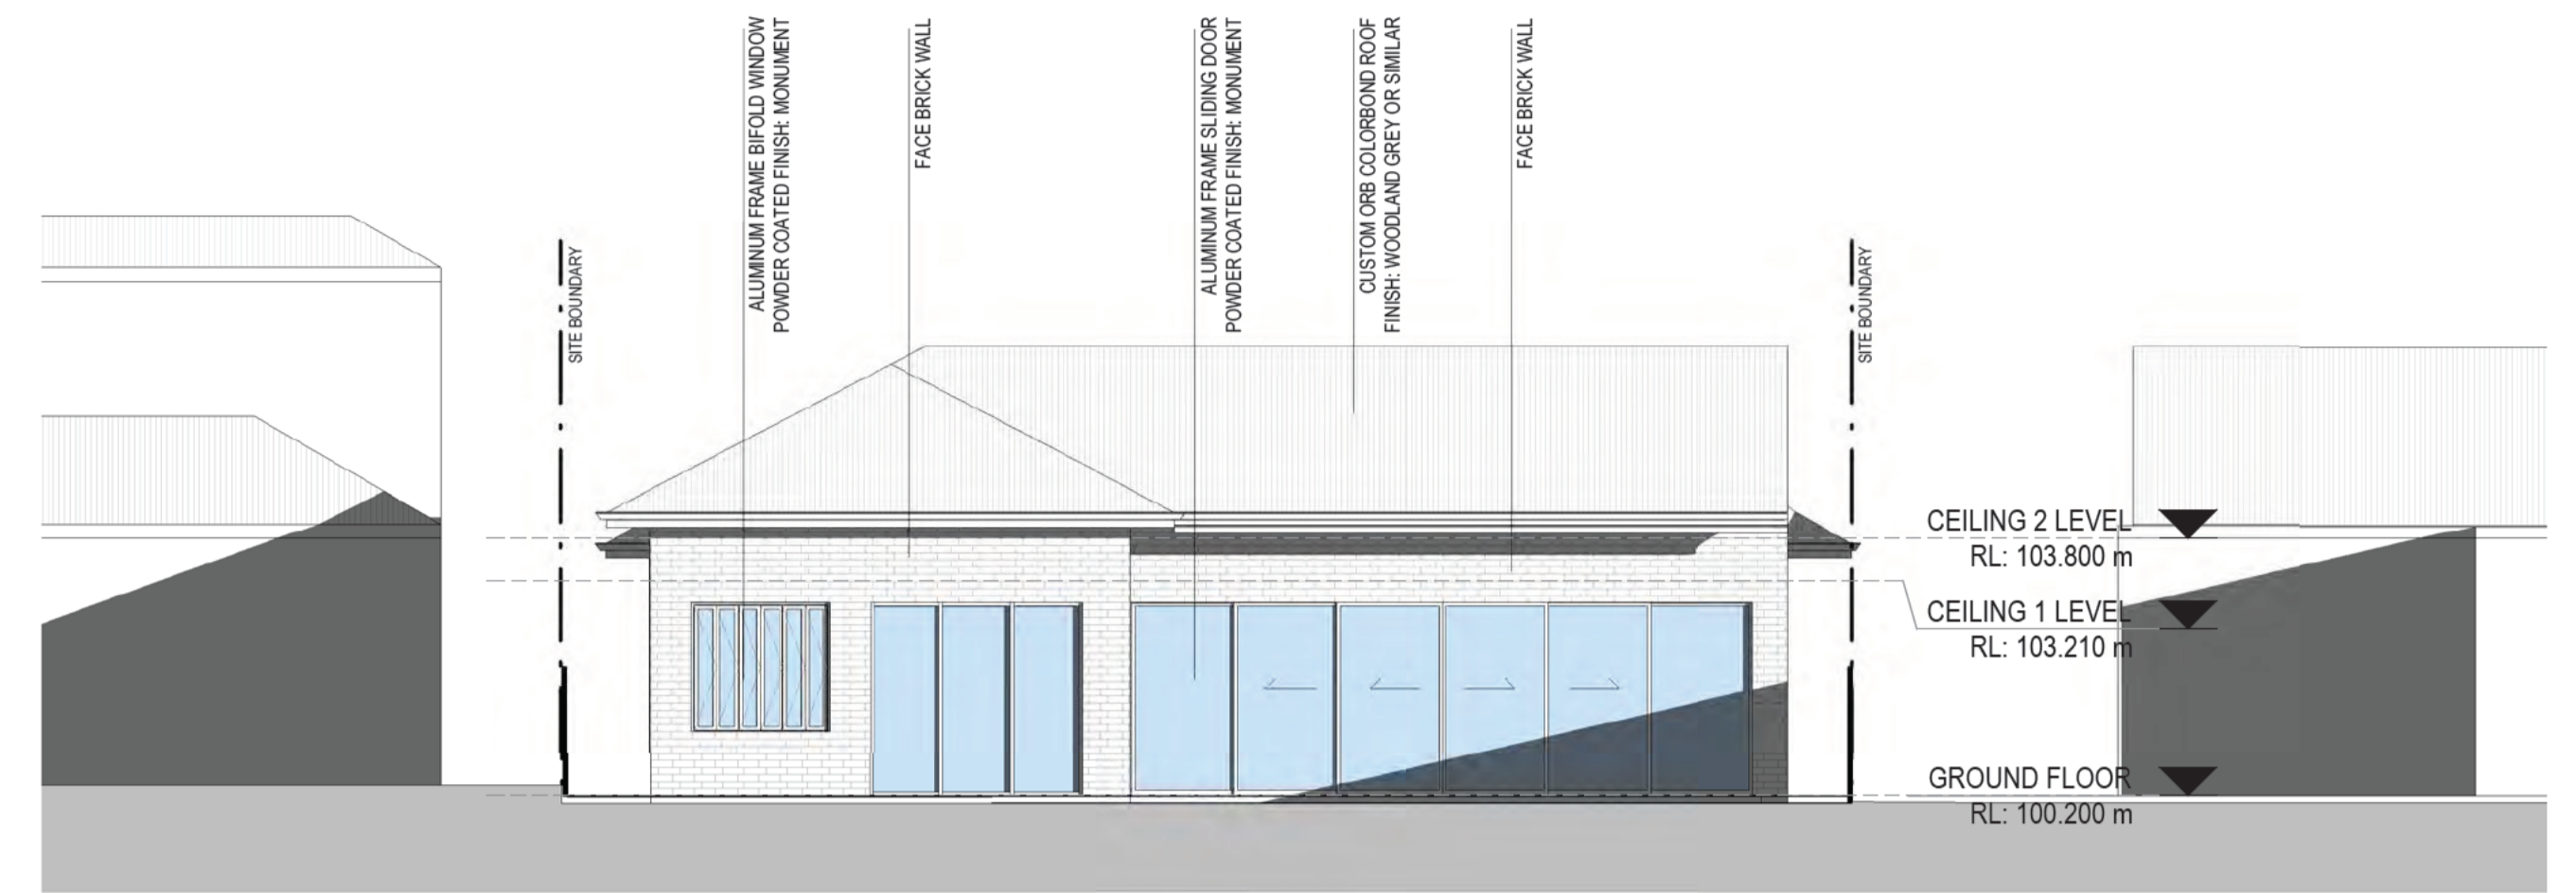 ALUMINUM FRAME BIFOLD WINDOW
POWDER COATED FINISH: MONUMENT
FACE BRICK WALL
ALUMINUM FRAME SLIDING DOOR
POWDER COATED FINISH: MONUMENT
CUSTOM ORB COLORBOND ROOF
FINISH: WOODLAND GREY OR SIMILAR
FACE BRICK WALL
SITE BOUNDARY
SITE BOUNDARY
CEILING 2 LEVEL
RL: 103.800 m
CEILING 1 LEVEL
RL: 103.210 m
GROUND FLOOR
RL: 100.200 m